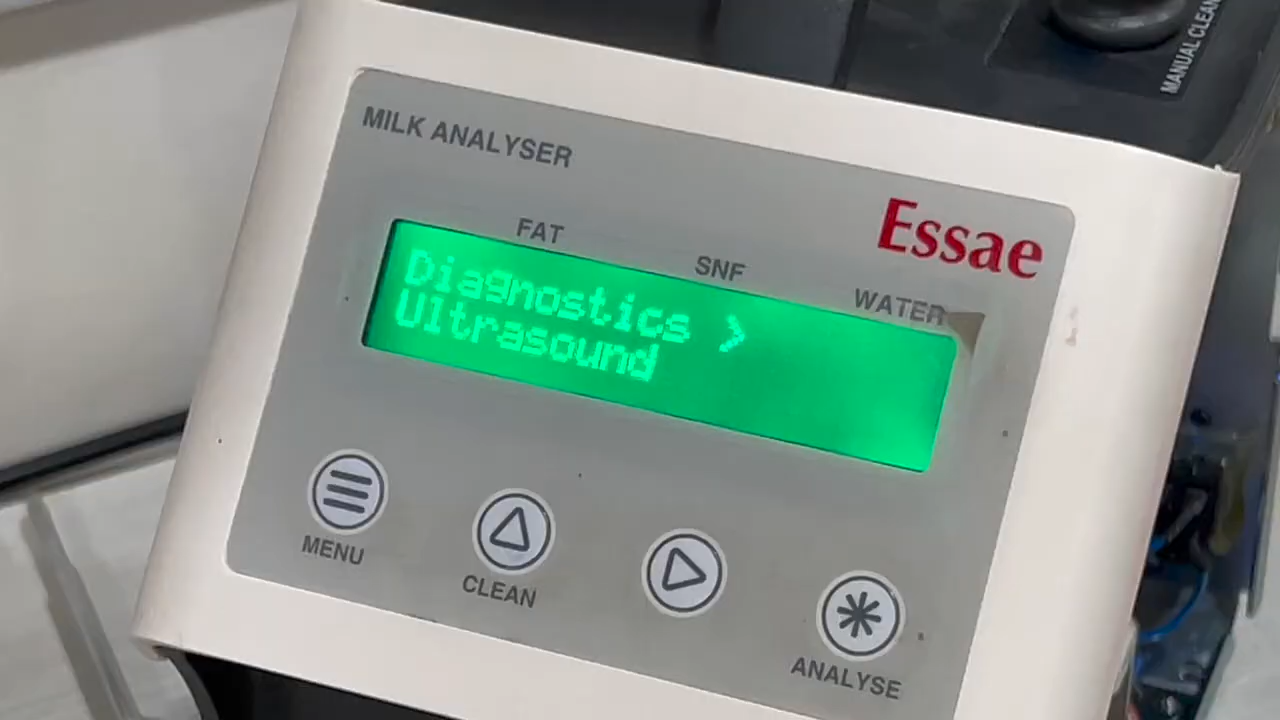 MANUAL CLEAN
MILK ANALYSER
Essae
FAT
SNF
WATER
Diagnostics >
Ultrasound
MENU
CLEAN
ANALYSE